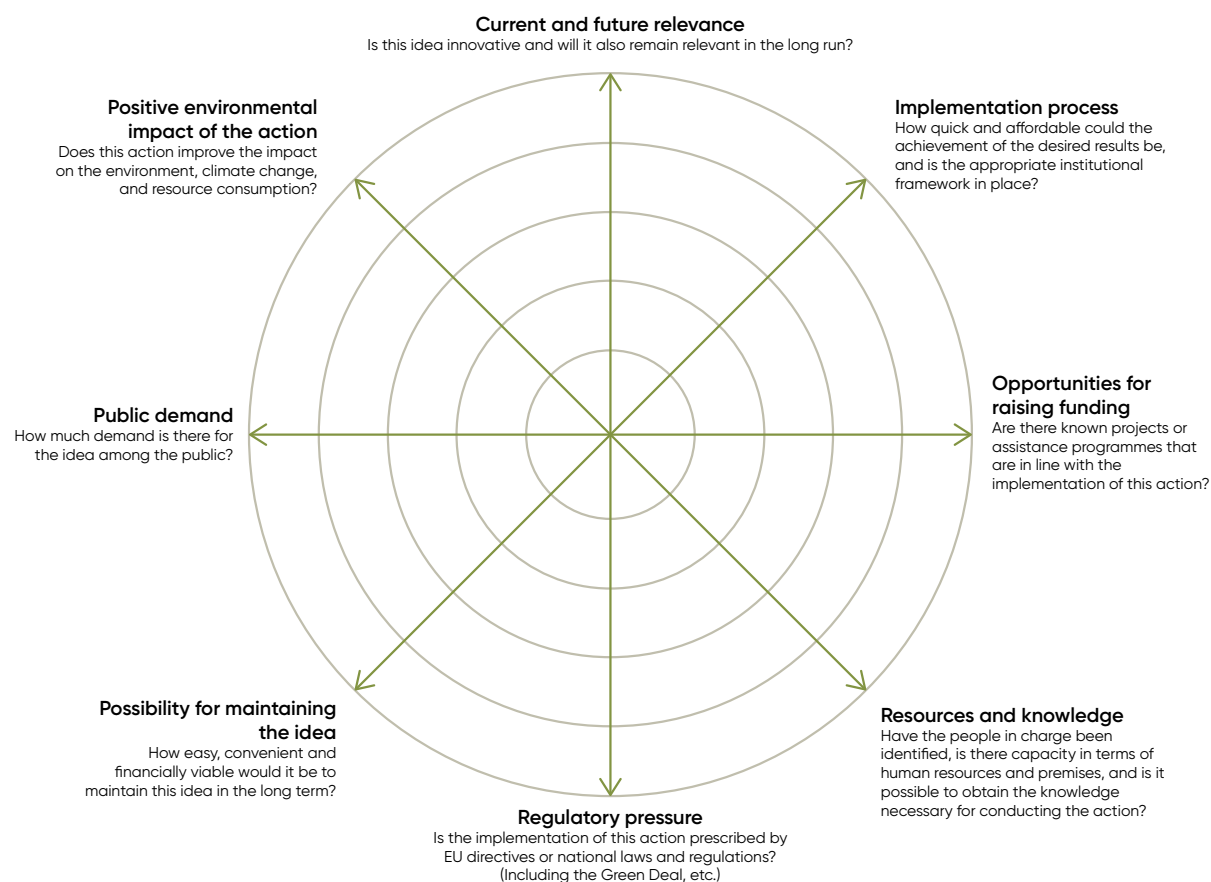 Current and future relevance
Is this idea innovative and will it also remain relevant in the long run?
Positive environmental
impact of the action
Does this action improve the impact
on the environment, climate change,
and resource consumption?
Implementation process
How quick and affordable could the
achievement of the desired results be,
and is the appropriate institutional
framework in place?
Public demand
How much demand is there for
the idea among the public?
Opportunities for
raising funding
Are there known projects or
assistance programmes that
are in line with the
implementation of this action?
Possibility for maintaining
the idea
How easy, convenient and
financially viable would it be to
maintain this idea in the long term?
Resources and knowledge
Have the people in charge been
identified, is there capacity in terms of
human resources and premises, and is it
possible to obtain the knowledge
necessary for conducting the action?
Regulatory pressure
Is the implementation of this action prescribed by
EU directives or national laws and regulations?
(Including the Green Deal, etc.)